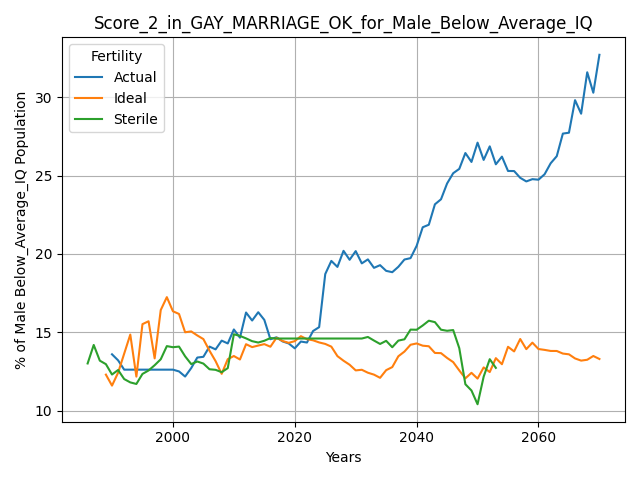 Score_2_in_GAY_MARRIAGE_OK_for_Male_Below_Average_IQ
Fertility
Actual
Ideal
Sterile
% of Male Below_Average_IQ Population
30
25
20
15
10
2000 2020 2040 2060
Years